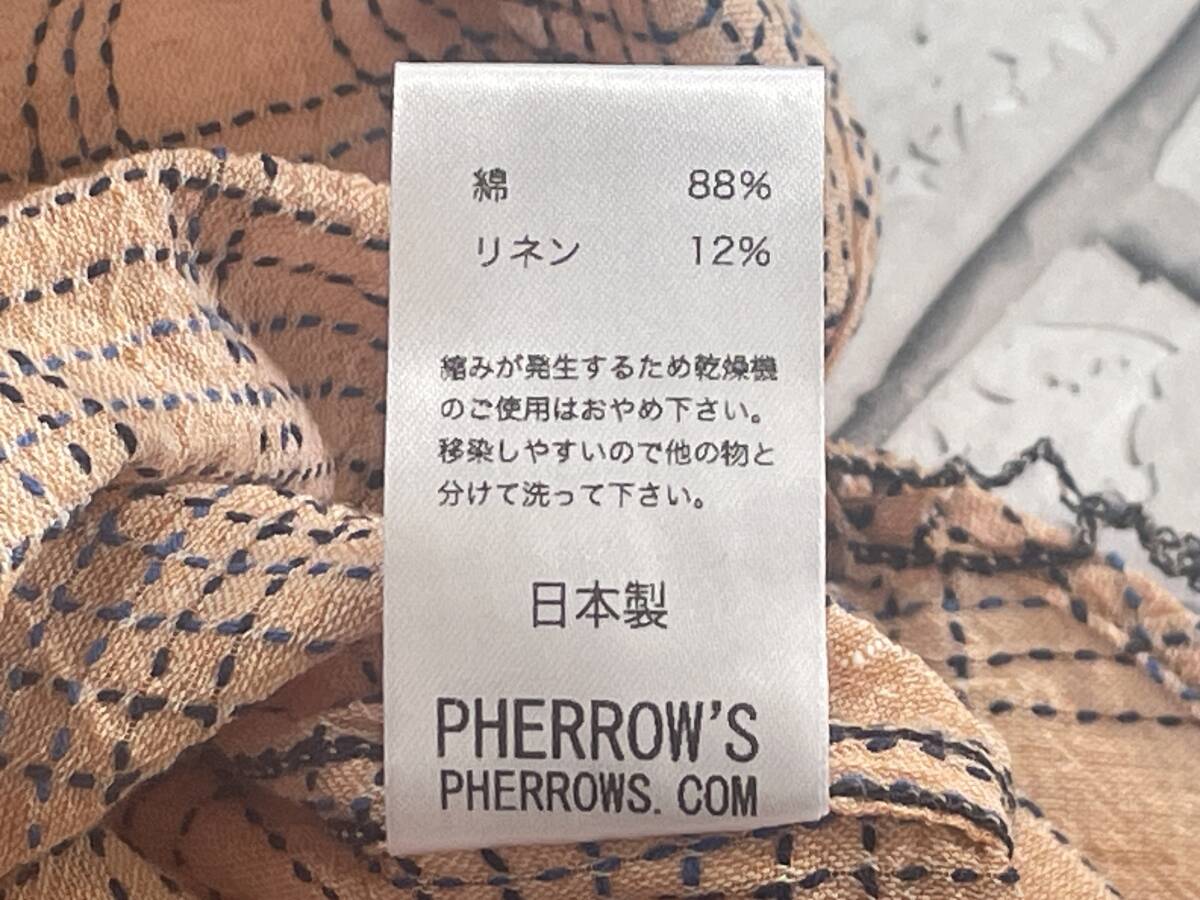 綿 88%
リネン 12%
縮みが発生するため乾燥機
のご使用はおやめ下さい。
移染しやすいので他の物と
分けて洗って下さい。
日本製
PHERROW'S
PHERROWS. COM